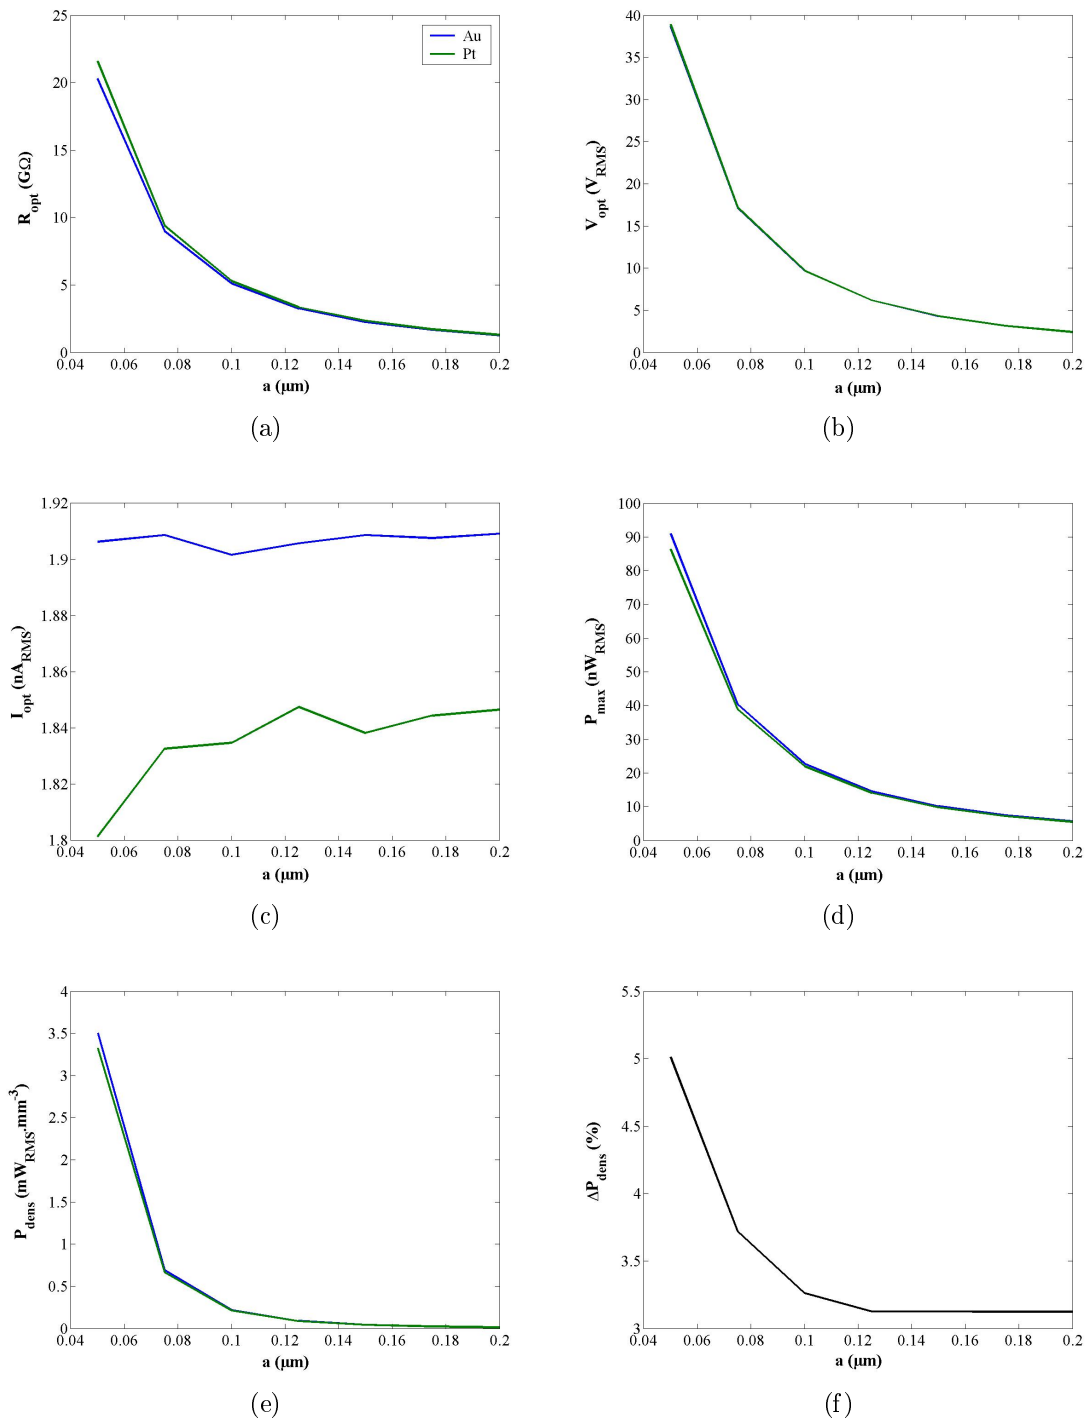 25
20
15
10
5
0
R_opt (GΩ)
0.04 0.06 0.08 0.1 0.12 0.14 0.16 0.18 0.2
a (µm)
Au
Pt
(a)
40
35
30
25
20
15
10
5
0
V_opt (V_RMS)
0.04 0.06 0.08 0.1 0.12 0.14 0.16 0.18 0.2
a (µm)
(b)
1.92
1.9
1.88
1.86
1.84
1.82
1.8
I_opt (nA_RMS)
0.04 0.06 0.08 0.1 0.12 0.14 0.16 0.18 0.2
a (µm)
(c)
100
90
80
70
60
50
40
30
20
10
0
P_max (nW_RMS)
0.04 0.06 0.08 0.1 0.12 0.14 0.16 0.18 0.2
a (µm)
(d)
4
3.5
3
2.5
2
1.5
1
0.5
0
P_dens (mW_RMS.mm^-3)
0.04 0.06 0.08 0.1 0.12 0.14 0.16 0.18 0.2
a (µm)
(e)
5.5
5
4.5
4
3.5
3
ΔP_dens (%)
0.04 0.06 0.08 0.1 0.12 0.14 0.16 0.18 0.2
a (µm)
(f)